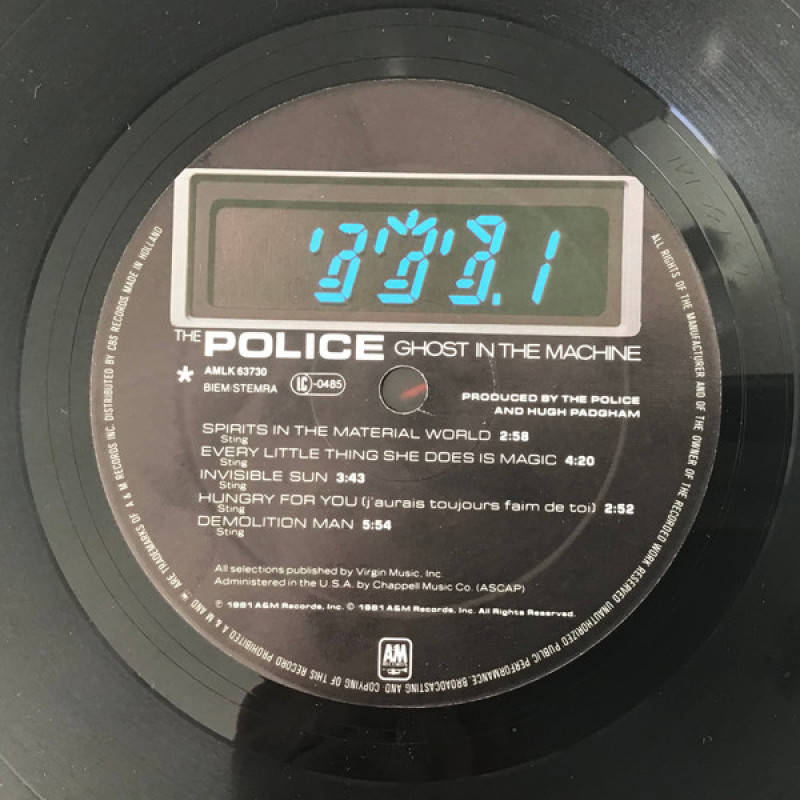 THE POLICE GHOST IN THE MACHINE
* AMLK 63730
BIEM/STEMRA LC-0485
PRODUCED BY THE POLICE
AND HUGH PADGHAM
SPIRITS IN THE MATERIAL WORLD 2:58
Sting
EVERY LITTLE THING SHE DOES IS MAGIC 4:20
Sting
INVISIBLE SUN 3:43
Sting
HUNGRY FOR YOU (j'aurais toujours faim de toi) 2:52
Sting
DEMOLITION MAN 5:54
Sting
All selections published by Virgin Music, Inc.
Administered in the U.S.A. by Chappell Music Co. (ASCAP)
℗ 1981 A&M Records, Inc. © 1981 A&M Records, Inc. All Rights Reserved.
AM
ALL RIGHTS OF THE MANUFACTURER AND OF THE OWNER OF THE RECORDED WORK RESERVED UNAUTHORIZED PUBLIC PERFORMANCE BROADCASTING AND COPYING OF THIS RECORD PROHIBITED A & M AND ARE TRADEMARKS OF A & M RECORDS INC. DISTRIBUTED BY CBS RECORDS MADE IN HOLLAND